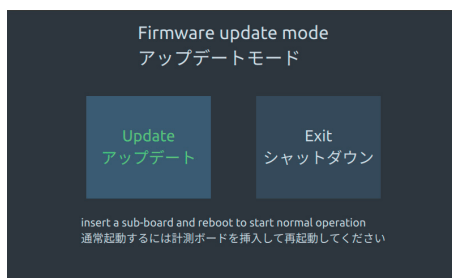 Firmware update mode
アップデートモード
Update
アップデート
Exit
シャットダウン
insert a sub-board and reboot to start normal operation
通常起動するには計測ボードを挿入して再起動してください